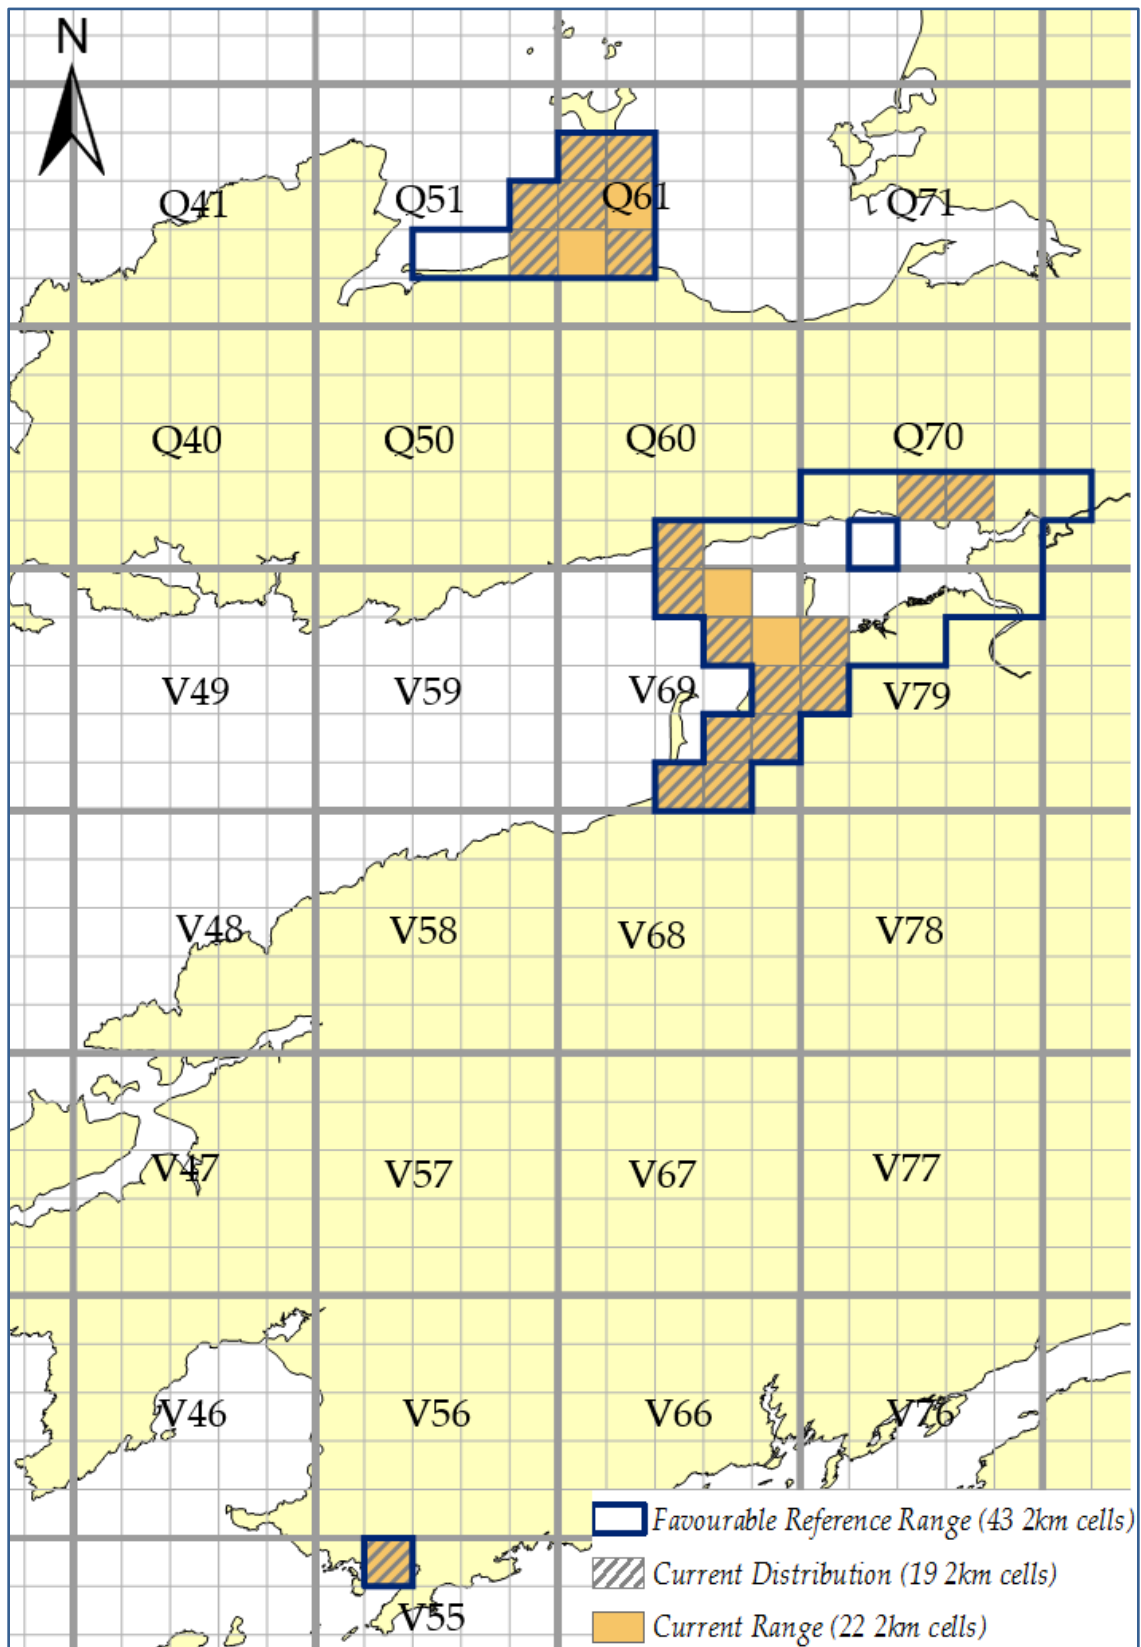 N
Q41
Q51
Q61
Q71
Q40
Q50
Q60
Q70
V49
V59
V69
V79
V48
V58
V68
V78
V47
V57
V67
V77
V46
V56
V66
V76
Favourable Reference Range (43 2km cells)
Current Distribution (19 2km cells)
V55
Current Range (22 2km cells)